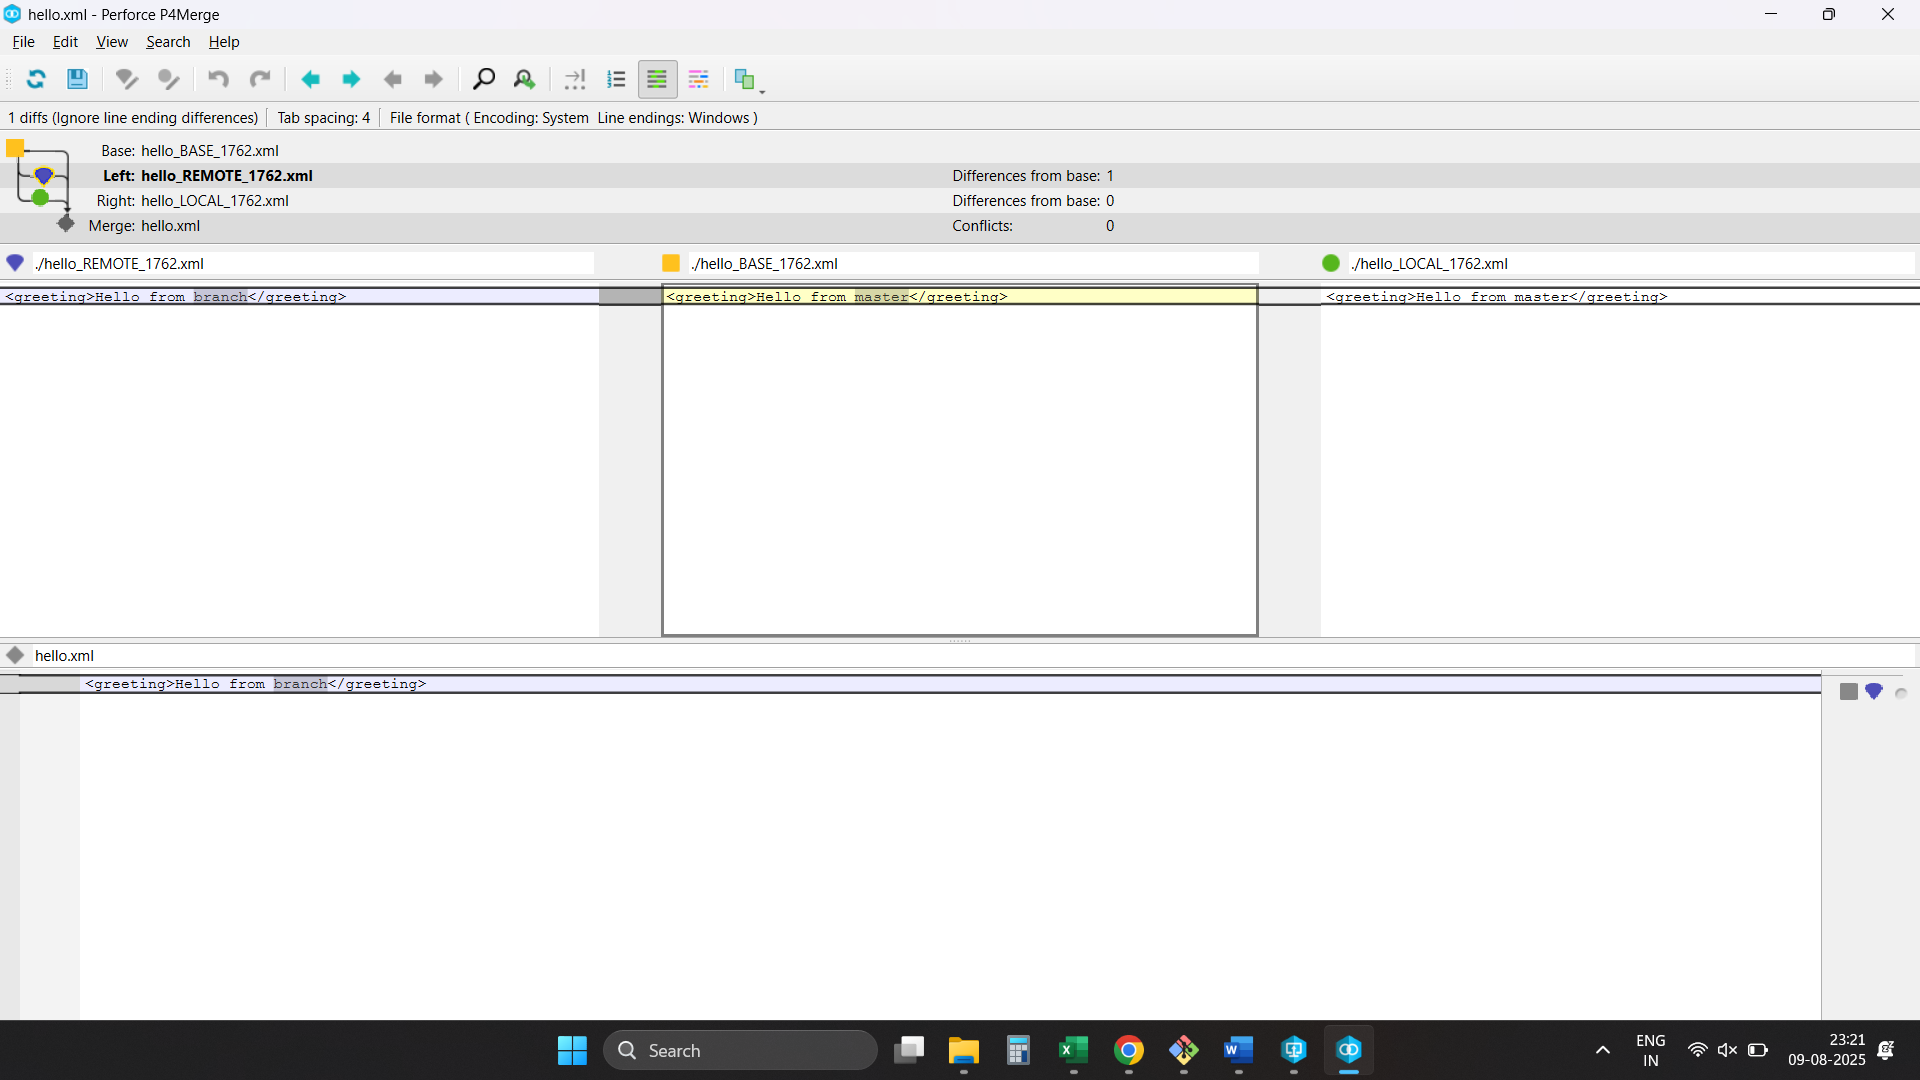 hello.xml - Perforce P4Merge
File Edit View Search Help
1 diffs (Ignore line ending differences) Tab spacing: 4 File format ( Encoding: System Line endings: Windows )
Base: hello_BASE_1762.xml
Left: hello_REMOTE_1762.xml Differences from base: 1
Right: hello_LOCAL_1762.xml Differences from base: 0
Merge: hello.xml Conflicts: 0
./hello_REMOTE_1762.xml ./hello_BASE_1762.xml ./hello_LOCAL_1762.xml
<greeting>Hello from branch</greeting> <greeting>Hello from master</greeting> <greeting>Hello from master</greeting>
hello.xml
<greeting>Hello from branch</greeting>
Search
ENG
IN
23:21
09-08-2025